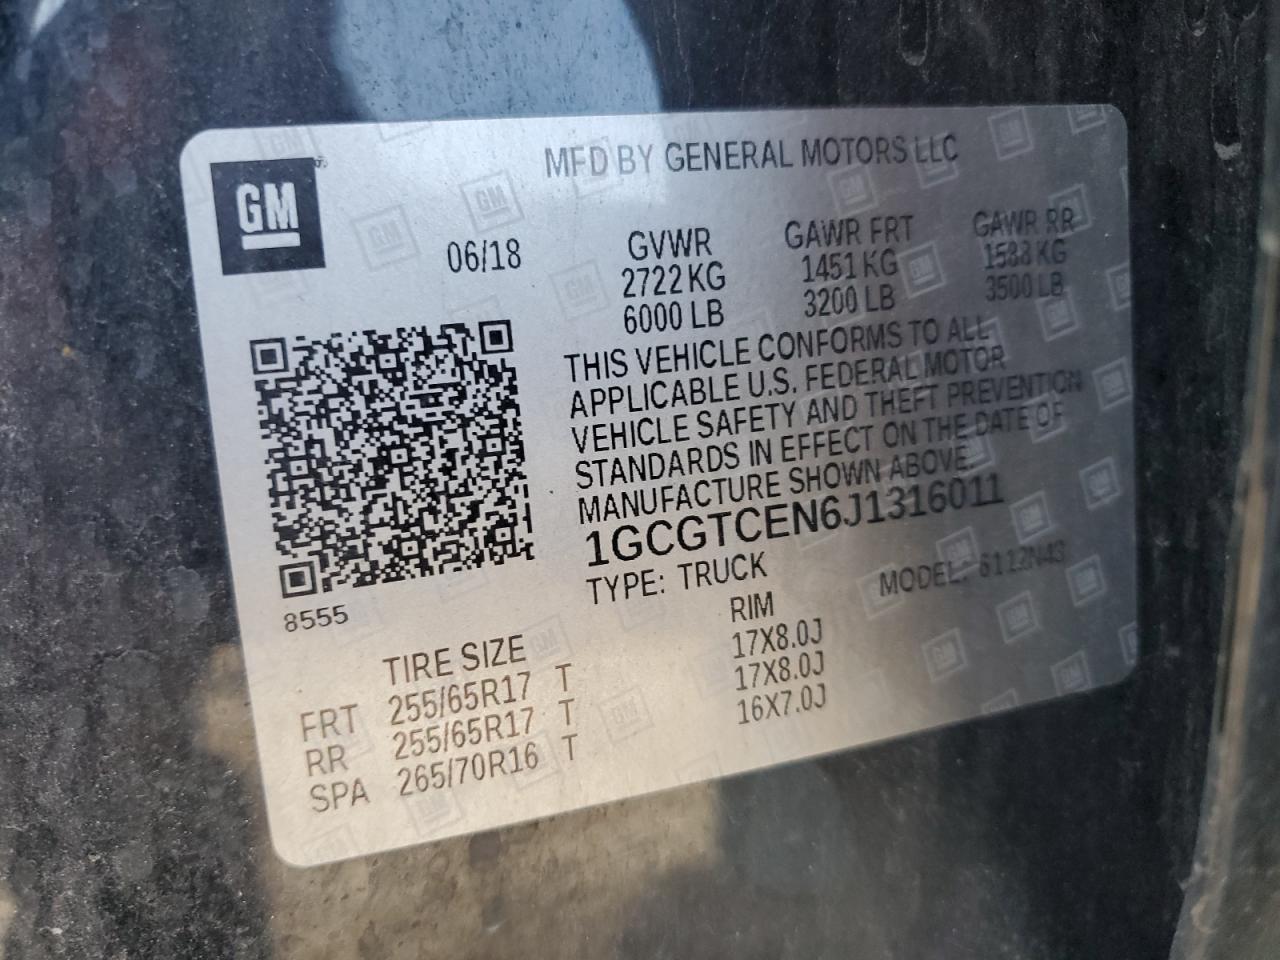 GM
MFD BY GENERAL MOTORS LLC
06/18
GVWR GAWR FRT GAWR RR
2722 KG 1451 KG 1588 KG
6000 LB 3200 LB 3500 LB
THIS VEHICLE CONFORMS TO ALL
APPLICABLE U.S. FEDERAL MOTOR
VEHICLE SAFETY AND THEFT PREVENTION
STANDARDS IN EFFECT ON THE DATE OF
MANUFACTURE SHOWN ABOVE.
1GCGTCEN6J1316011
TYPE: TRUCK MODEL:
8555
TIRE SIZE RIM
FRT 255/65R17 T 17X8.0J
RR 255/65R17 T 17X8.0J
SPA 265/70R16 T 16X7.0J